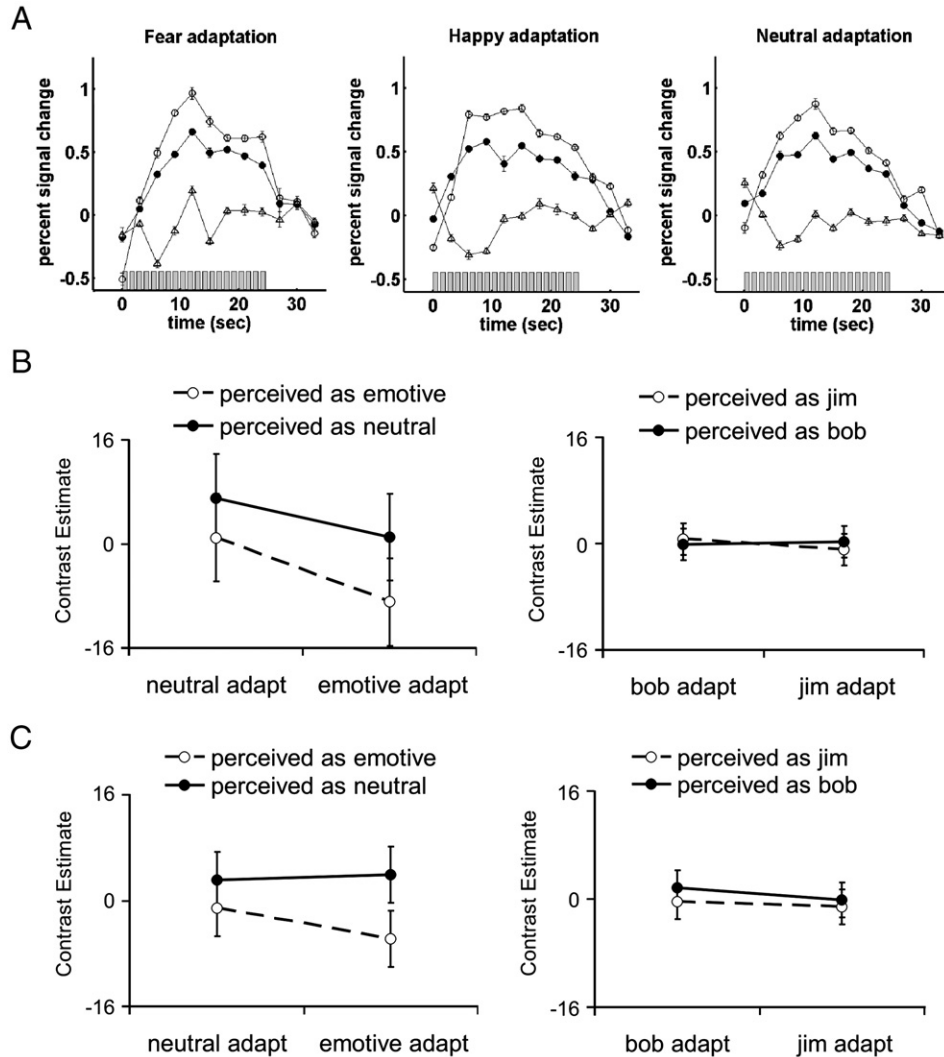 A
Fear adaptation
Happy adaptation
Neutral adaptation
percent signal change
1
0.5
0
-0.5
0 10 20 30
time (sec)
percent signal change
1
0.5
0
-0.5
0 10 20 30
time (sec)
percent signal change
1
0.5
0
-0.5
0 10 20 30
time (sec)
B
perceived as emotive
perceived as neutral
Contrast Estimate
16
0
-16
neutral adapt emotive adapt
perceived as jim
perceived as bob
Contrast Estimate
16
0
-16
bob adapt jim adapt
C
perceived as emotive
perceived as neutral
Contrast Estimate
16
0
-16
neutral adapt emotive adapt
perceived as jim
perceived as bob
Contrast Estimate
16
0
-16
bob adapt jim adapt